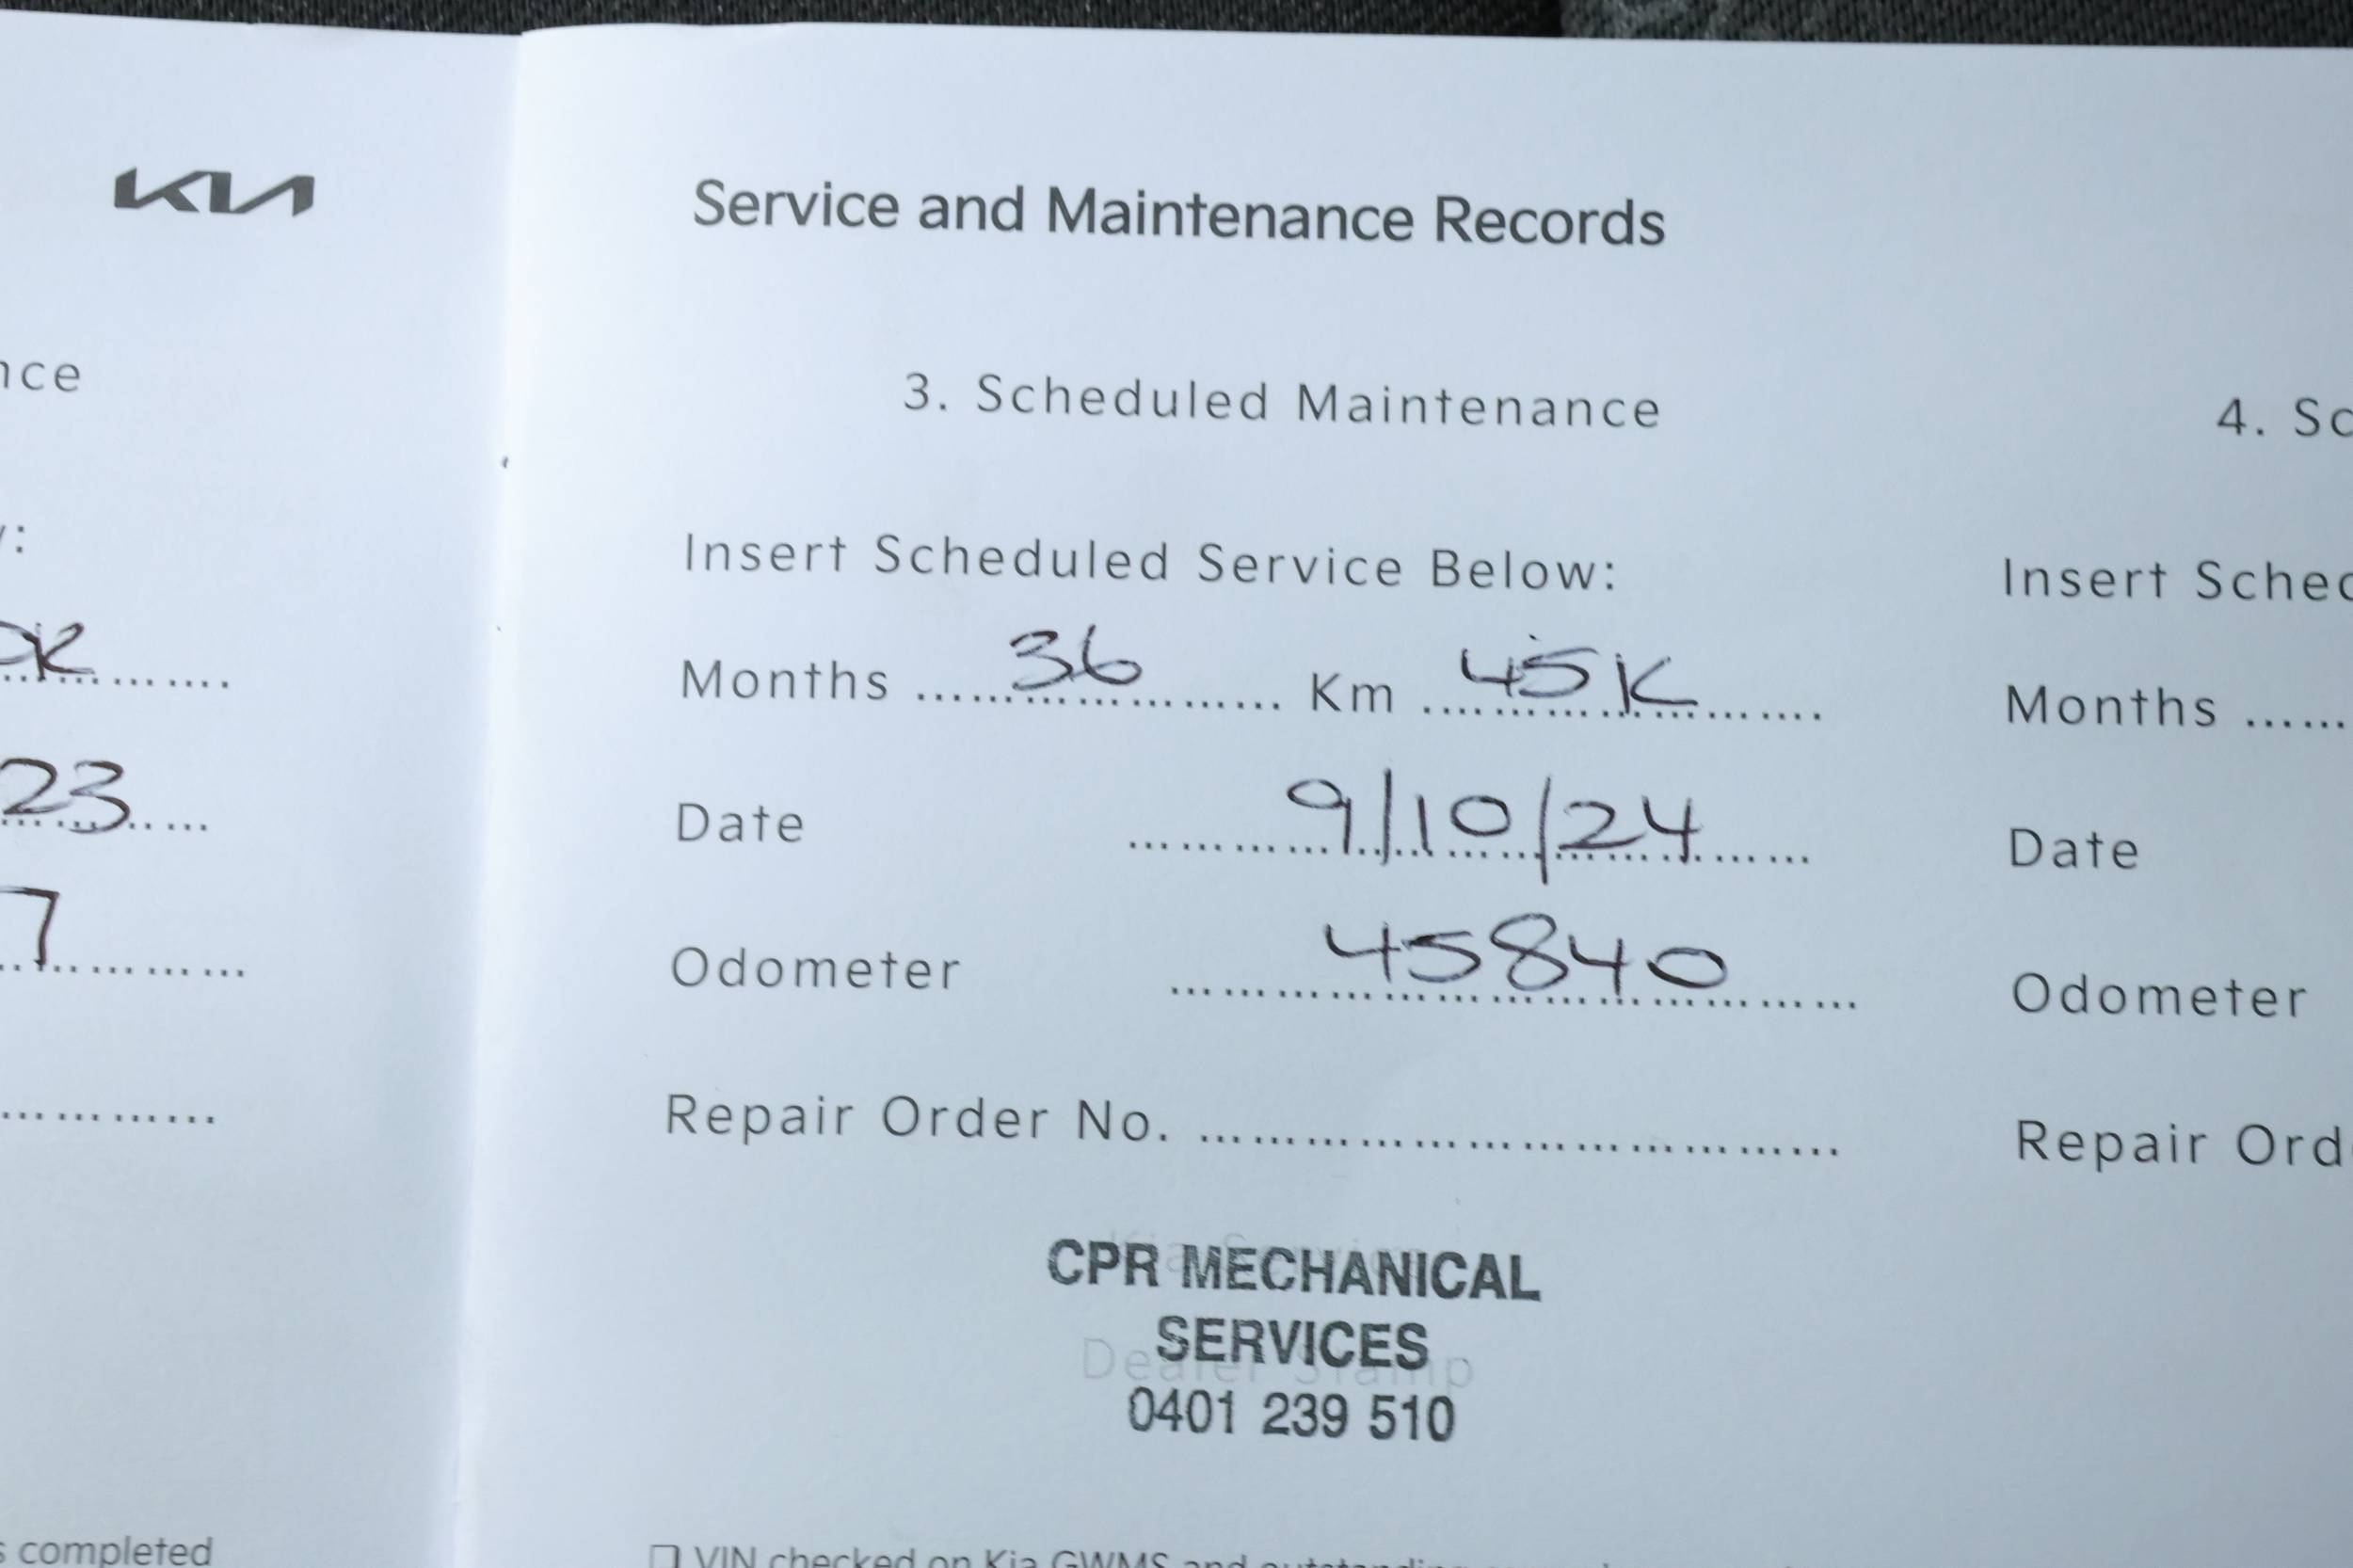 KIA
nce
:
23
7
s completed
Service and Maintenance Records
3. Scheduled Maintenance
Insert Scheduled Service Below:
Months 36 Km 45K
Date 9/10/24
Odometer 45840
Repair Order No.
CPR MECHANICAL
SERVICES
Dealer Stamp
0401 239 510
VIN checked on Kia GWMS and outstanding
4. Sc
Insert Sched
Months
Date
Odometer
Repair Ord